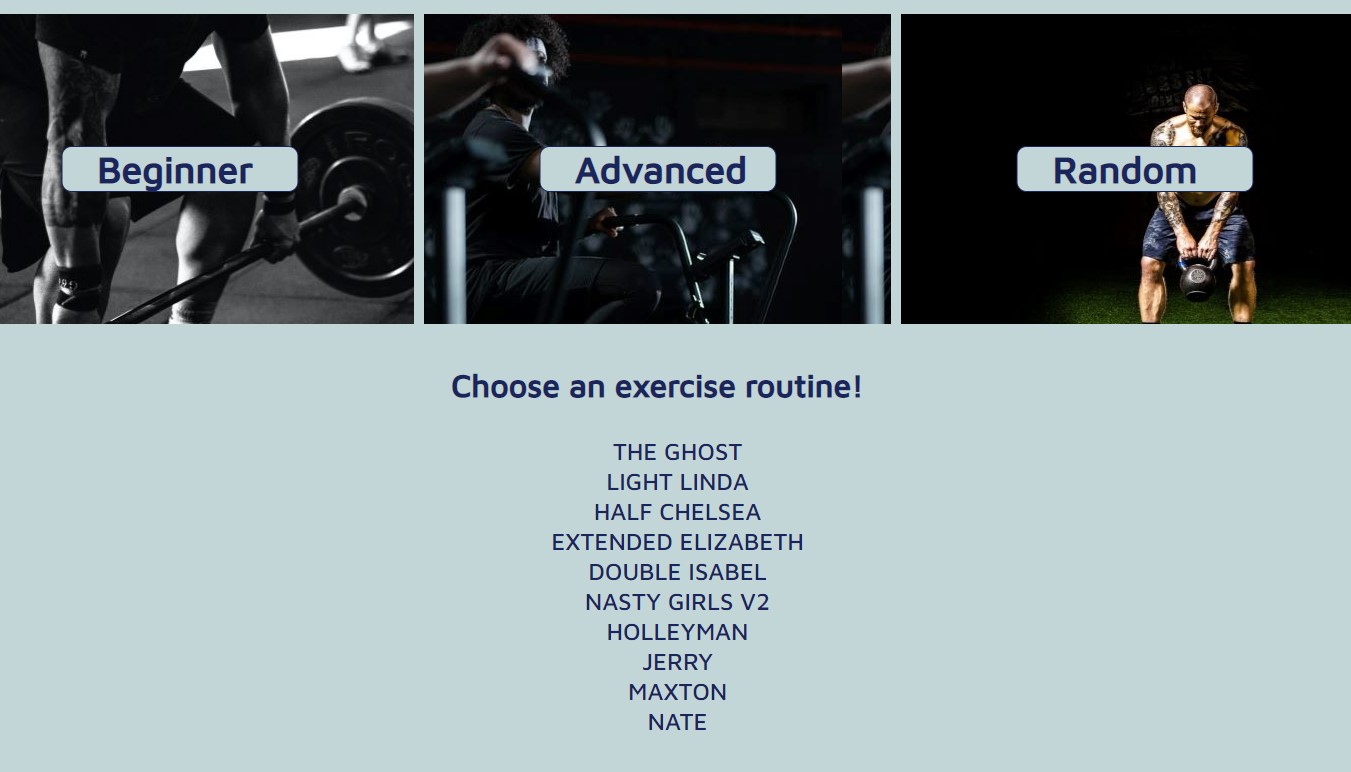 Beginner
Advanced
Random
Choose an exercise routine!
THE GHOST
LIGHT LINDA
HALF CHELSEA
EXTENDED ELIZABETH
DOUBLE ISABEL
NASTY GIRLS V2
HOLLEYMAN
JERRY
MAXTON
NATE